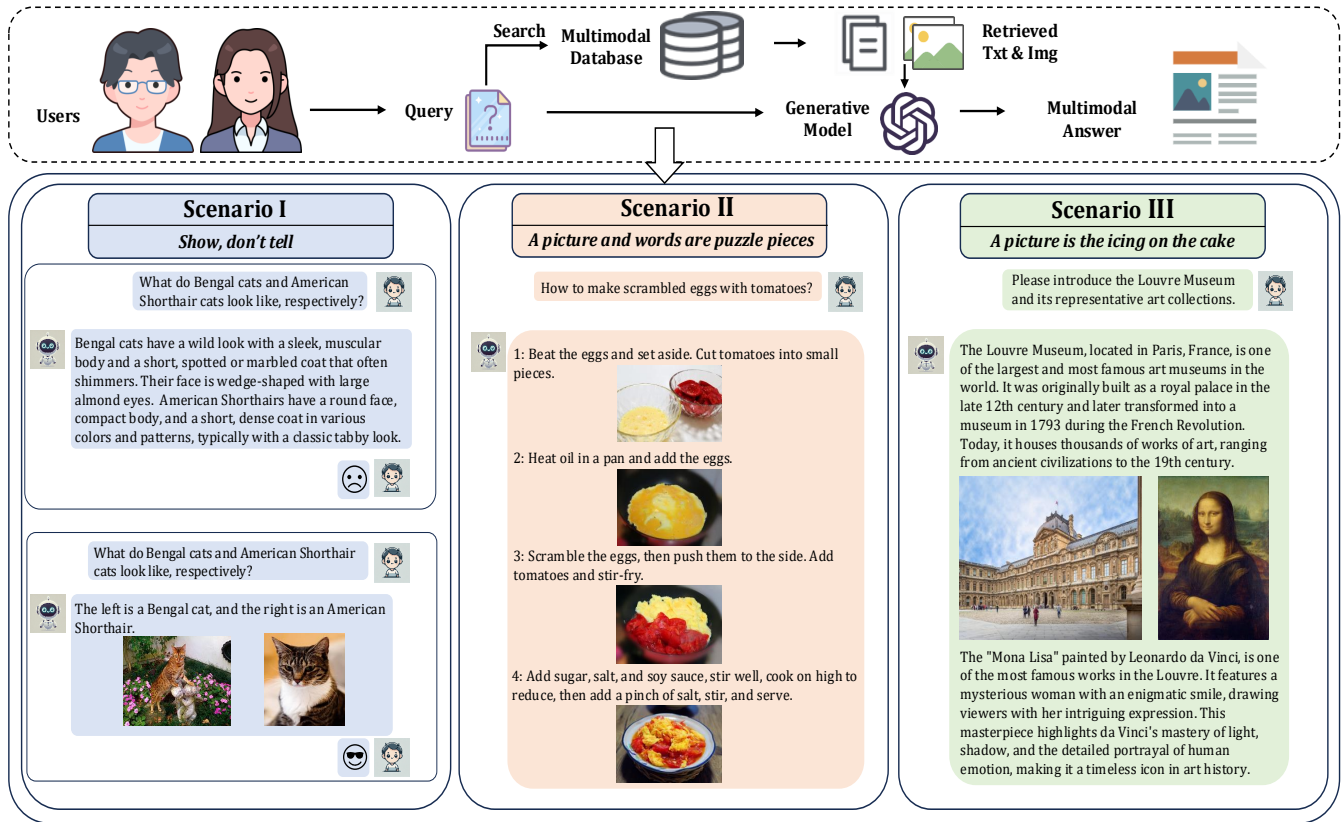 Users
Query
Search
Multimodal
Database
Retrieved
Txt & Img
Generative
Model
Multimodal
Answer
Scenario I
Show, don't tell
What do Bengal cats and American
Shorthair cats look like, respectively?
Bengal cats have a wild look with a sleek, muscular
body and a short, spotted or marbled coat that often
shimmers. Their face is wedge-shaped with large
almond eyes. American Shorthairs have a round face,
compact body, and a short, dense coat in various
colors and patterns, typically with a classic tabby look.
What do Bengal cats and American Shorthair
cats look like, respectively?
The left is a Bengal cat, and the right is an American
Shorthair.
Scenario II
A picture and words are puzzle pieces
How to make scrambled eggs with tomatoes?
1: Beat the eggs and set aside. Cut tomatoes into small
pieces.
2: Heat oil in a pan and add the eggs.
3: Scramble the eggs, then push them to the side. Add
tomatoes and stir-fry.
4: Add sugar, salt, and soy sauce, stir well, cook on high to
reduce, then add a pinch of salt, stir, and serve.
Scenario III
A picture is the icing on the cake
Please introduce the Louvre Museum
and its representative art collections.
The Louvre Museum, located in Paris, France, is one
of the largest and most famous art museums in the
world. It was originally built as a royal palace in the
late 12th century and later transformed into a
museum in 1793 during the French Revolution.
Today, it houses thousands of works of art, ranging
from ancient civilizations to the 19th century.
The "Mona Lisa" painted by Leonardo da Vinci, is one
of the most famous works in the Louvre. It features a
mysterious woman with an enigmatic smile, drawing
viewers with her intriguing expression. This
masterpiece highlights da Vinci's mastery of light,
shadow, and the detailed portrayal of human
emotion, making it a timeless icon in art history.